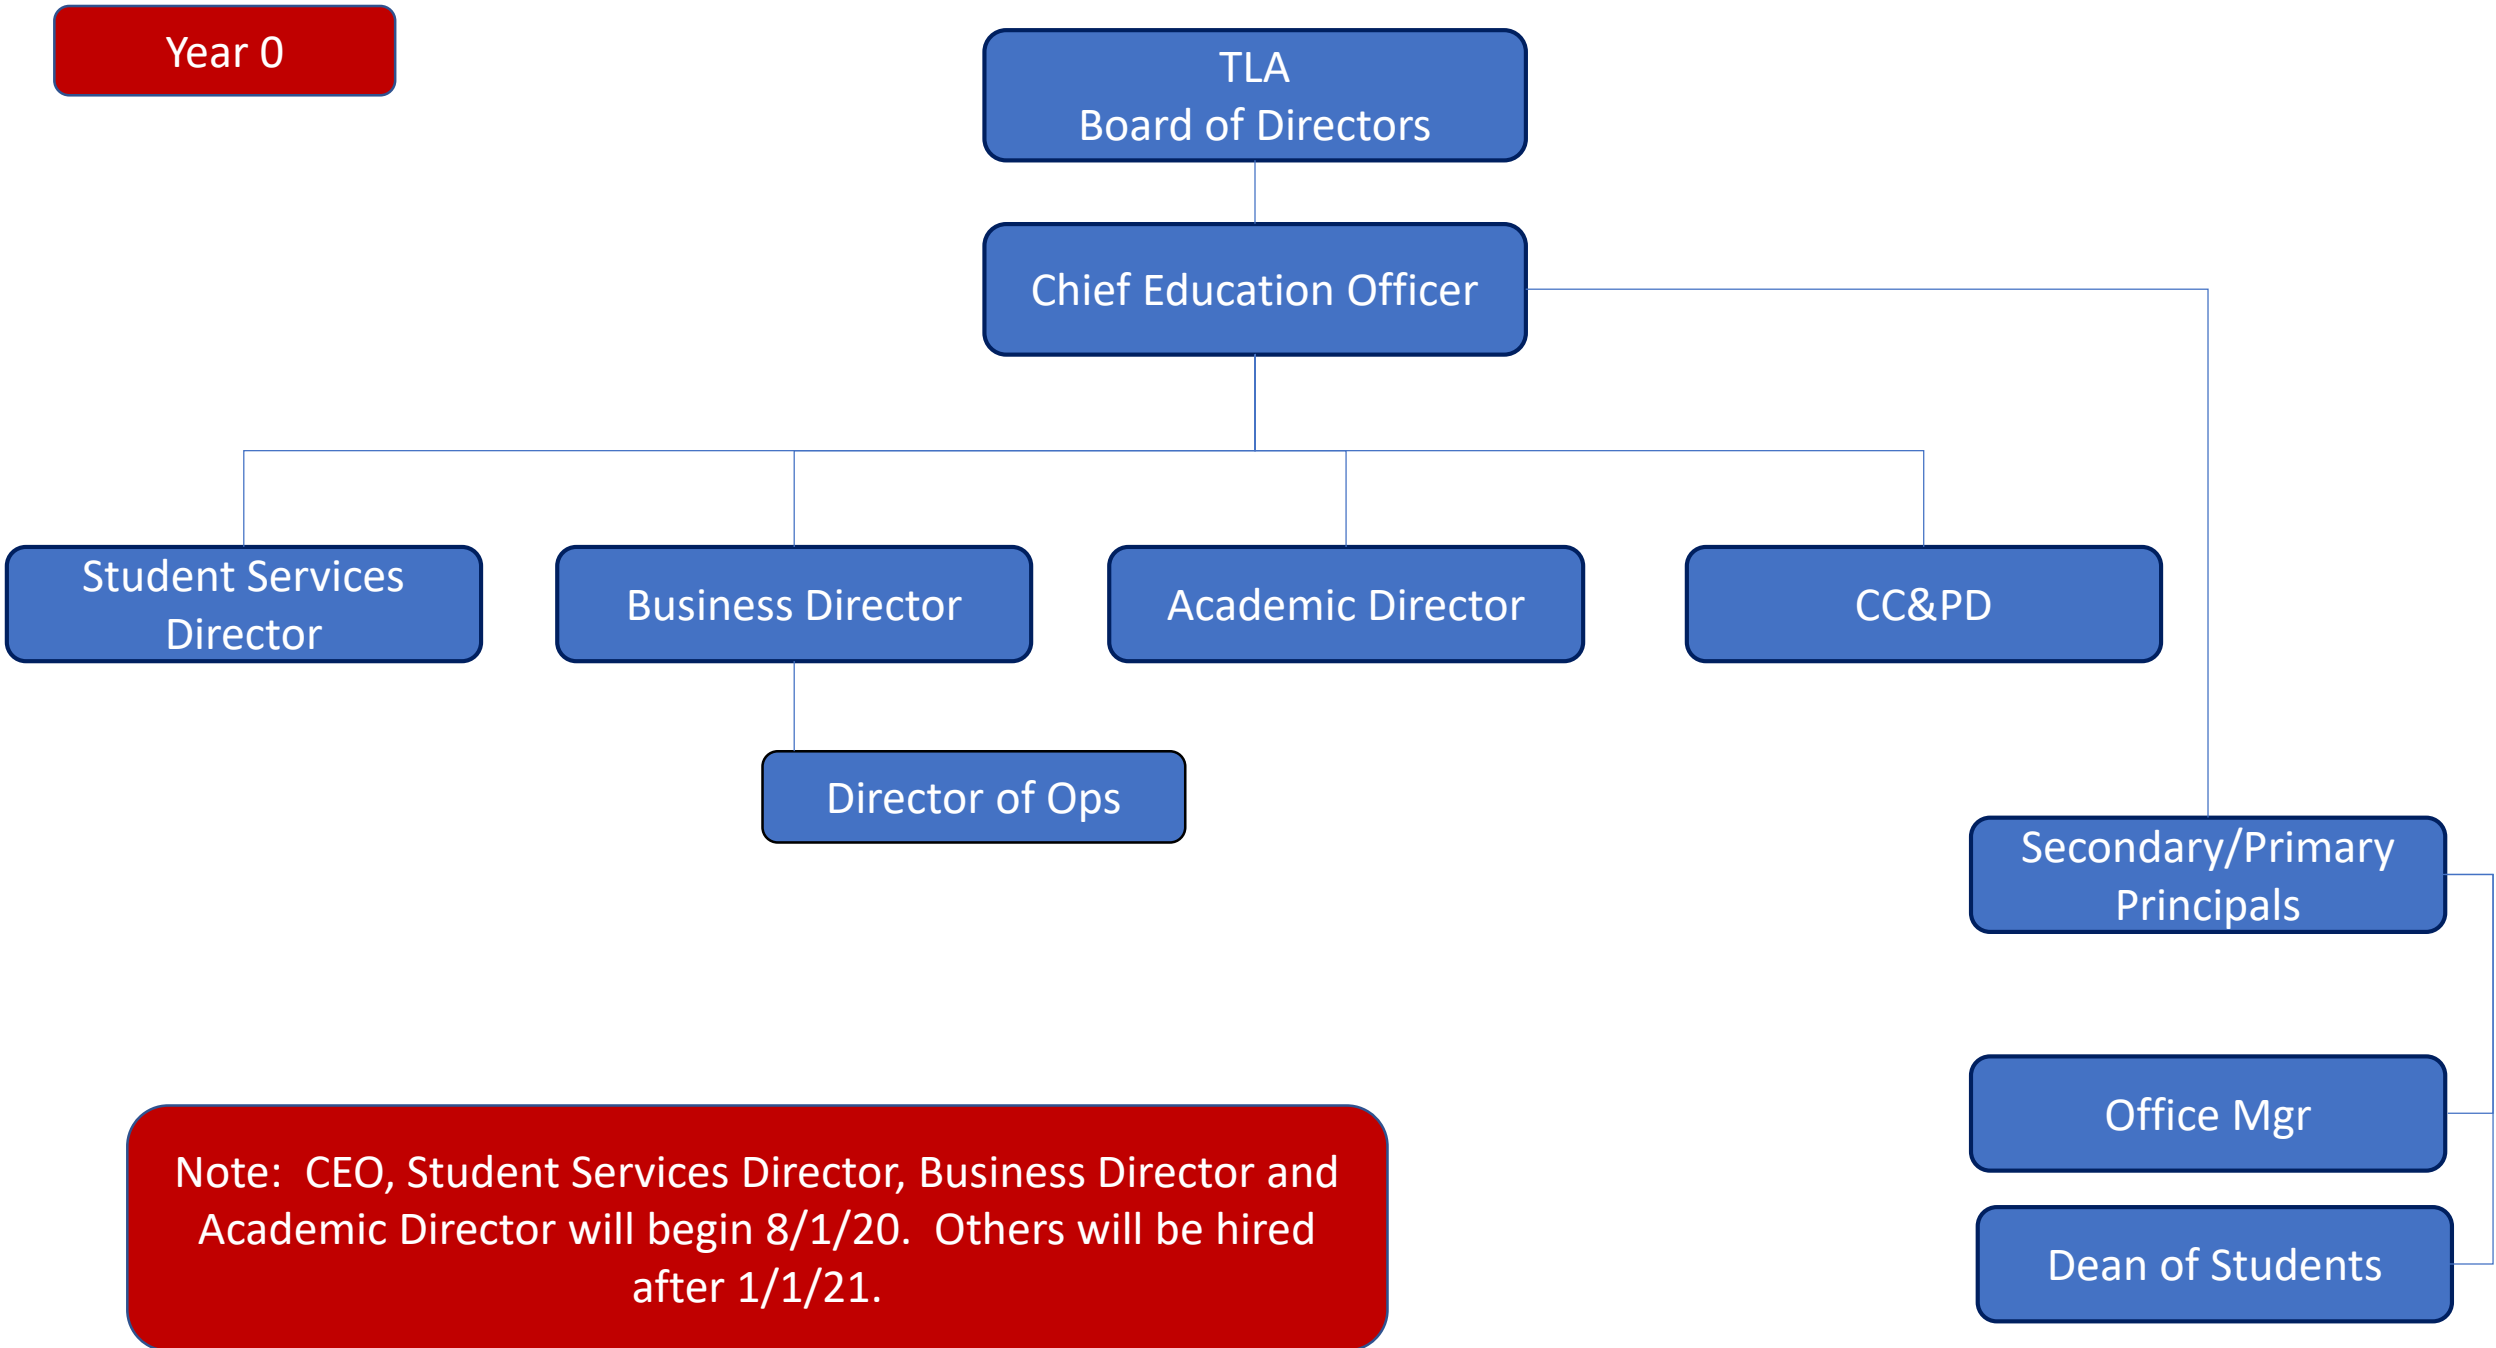 Year 0
TLA
Board of Directors
Chief Education Officer
Student Services
Director
Business Director
Academic Director
CC&PD
Director of Ops
Secondary/Primary
Principals
Office Mgr
Dean of Students
Note:  CEO, Student Services Director, Business Director and
Academic Director will begin 8/1/20.  Others will be hired
after 1/1/21.